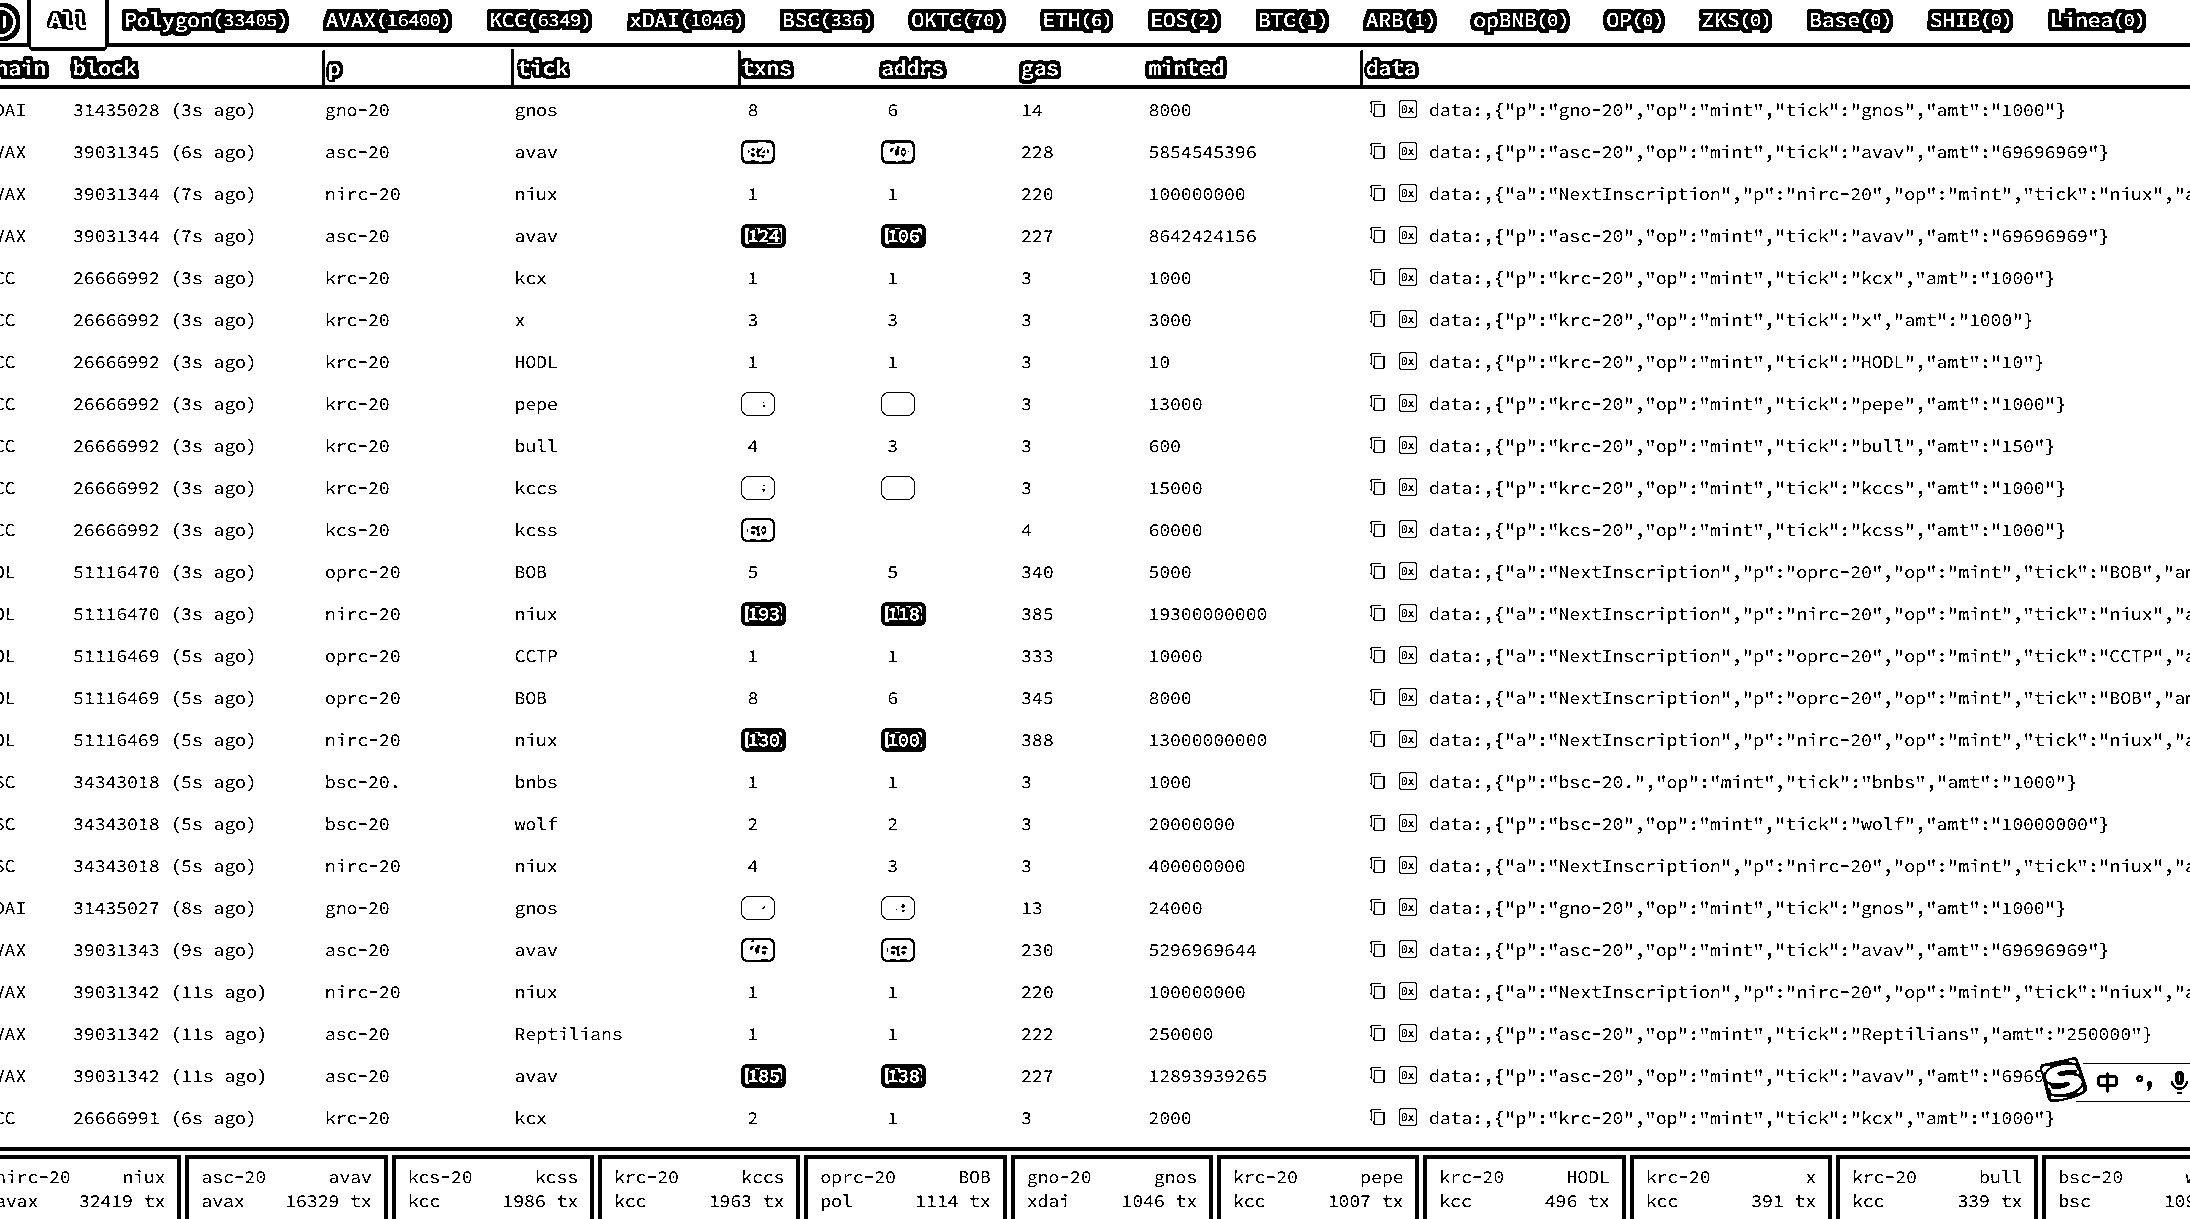 All Polygon(33405) AVAX(16400) KCC(6349) xDAI(1046) BSC(336) OKTC(70) ETH(6) EOS(2) BTC(1) ARB(1) opBNB(0) OP(0) ZKS(0) Base(0) SHIB(0) Linea(0)
block p tick txns addrs gas minted data
DAI 31435028 (3s ago) gno-20 gnos 8 6 14 8000 0x data:,{"p":"gno-20","op":"mint","tick":"gnos","amt":"1000"}
VAX 39031345 (6s ago) asc-20 avav 228 5854545396 0x data:,{"p":"asc-20","op":"mint","tick":"avav","amt":"69696969"}
VAX 39031344 (7s ago) nirc-20 niux 1 1 220 100000000 0x data:,{"a":"NextInscription","p":"nirc-20","op":"mint","tick":"niux","a
VAX 39031344 (7s ago) asc-20 avav 124 106 227 8642424156 0x data:,{"p":"asc-20","op":"mint","tick":"avav","amt":"69696969"}
CC 26666992 (3s ago) krc-20 kcx 1 1 3 1000 0x data:,{"p":"krc-20","op":"mint","tick":"kcx","amt":"1000"}
CC 26666992 (3s ago) krc-20 x 3 3 3 3000 0x data:,{"p":"krc-20","op":"mint","tick":"x","amt":"1000"}
CC 26666992 (3s ago) krc-20 HODL 1 1 3 10 0x data:,{"p":"krc-20","op":"mint","tick":"HODL","amt":"10"}
CC 26666992 (3s ago) krc-20 pepe 3 13000 0x data:,{"p":"krc-20","op":"mint","tick":"pepe","amt":"1000"}
CC 26666992 (3s ago) krc-20 bull 4 3 3 600 0x data:,{"p":"krc-20","op":"mint","tick":"bull","amt":"150"}
CC 26666992 (3s ago) krc-20 kccs 3 15000 0x data:,{"p":"krc-20","op":"mint","tick":"kccs","amt":"1000"}
CC 26666992 (3s ago) kcs-20 kcss 4 60000 0x data:,{"p":"kcs-20","op":"mint","tick":"kcss","amt":"1000"}
OL 51116470 (3s ago) oprc-20 BOB 5 5 340 5000 0x data:,{"a":"NextInscription","p":"oprc-20","op":"mint","tick":"BOB","am
OL 51116470 (3s ago) nirc-20 niux 193 118 385 19300000000 0x data:,{"a":"NextInscription","p":"nirc-20","op":"mint","tick":"niux","a
OL 51116469 (5s ago) oprc-20 CCTP 1 1 333 10000 0x data:,{"a":"NextInscription","p":"oprc-20","op":"mint","tick":"CCTP","a
OL 51116469 (5s ago) oprc-20 BOB 8 6 345 8000 0x data:,{"a":"NextInscription","p":"oprc-20","op":"mint","tick":"BOB","am
OL 51116469 (5s ago) nirc-20 niux 130 100 388 13000000000 0x data:,{"a":"NextInscription","p":"nirc-20","op":"mint","tick":"niux","a
SC 34343018 (5s ago) bsc-20. bnbs 1 1 3 1000 0x data:,{"p":"bsc-20.","op":"mint","tick":"bnbs","amt":"1000"}
SC 34343018 (5s ago) bsc-20 wolf 2 2 3 20000000 0x data:,{"p":"bsc-20","op":"mint","tick":"wolf","amt":"10000000"}
SC 34343018 (5s ago) nirc-20 niux 4 3 3 400000000 0x data:,{"a":"NextInscription","p":"nirc-20","op":"mint","tick":"niux","a
DAI 31435027 (8s ago) gno-20 gnos 13 24000 0x data:,{"p":"gno-20","op":"mint","tick":"gnos","amt":"1000"}
VAX 39031343 (9s ago) asc-20 avav 230 5296969644 0x data:,{"p":"asc-20","op":"mint","tick":"avav","amt":"69696969"}
VAX 39031342 (11s ago) nirc-20 niux 1 1 220 100000000 0x data:,{"a":"NextInscription","p":"nirc-20","op":"mint","tick":"niux","a
VAX 39031342 (11s ago) asc-20 Reptilians 1 1 222 250000 0x data:,{"p":"asc-20","op":"mint","tick":"Reptilians","amt":"250000"}
VAX 39031342 (11s ago) asc-20 avav 185 138 227 12893939265 0x data:,{"p":"asc-20","op":"mint","tick":"avav","amt":"6969 S 中 °,
CC 26666991 (6s ago) krc-20 kcx 2 1 3 2000 0x data:,{"p":"krc-20","op":"mint","tick":"kcx","amt":"1000"}
nirc-20 niux asc-20 avav kcs-20 kcss krc-20 kccs oprc-20 BOB gno-20 gnos krc-20 pepe krc-20 HODL krc-20 x krc-20 bull bsc-20
avax 32419 tx avax 16329 tx kcc 1986 tx kcc 1963 tx pol 1114 tx xdai 1046 tx kcc 1007 tx kcc 496 tx kcc 391 tx kcc 339 tx bsc